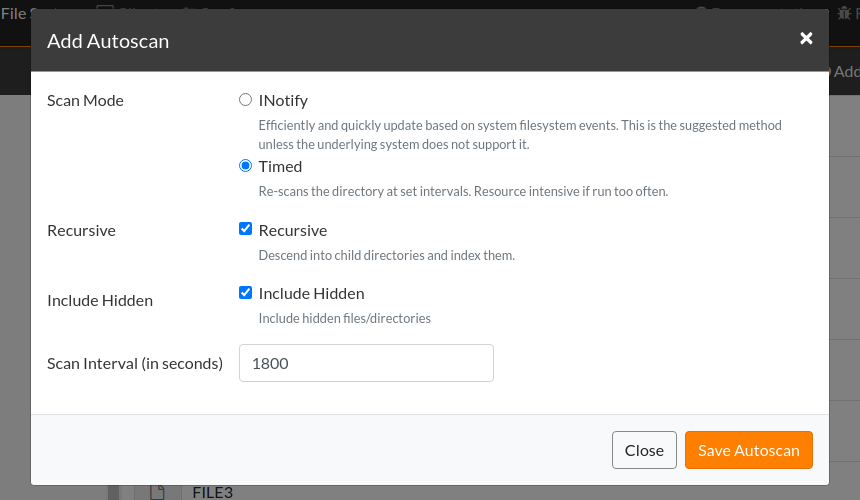 File
Add Autoscan
Add
Scan Mode
INotify
Efficiently and quickly update based on system filesystem events. This is the suggested method
unless the underlying system does not support it.
Timed
Re-scans the directory at set intervals. Resource intensive if run too often.
Recursive
Recursive
Descend into child directories and index them.
Include Hidden
Include Hidden
Include hidden files/directories
Scan Interval (in seconds)
1800
Close
Save Autoscan
FILE3